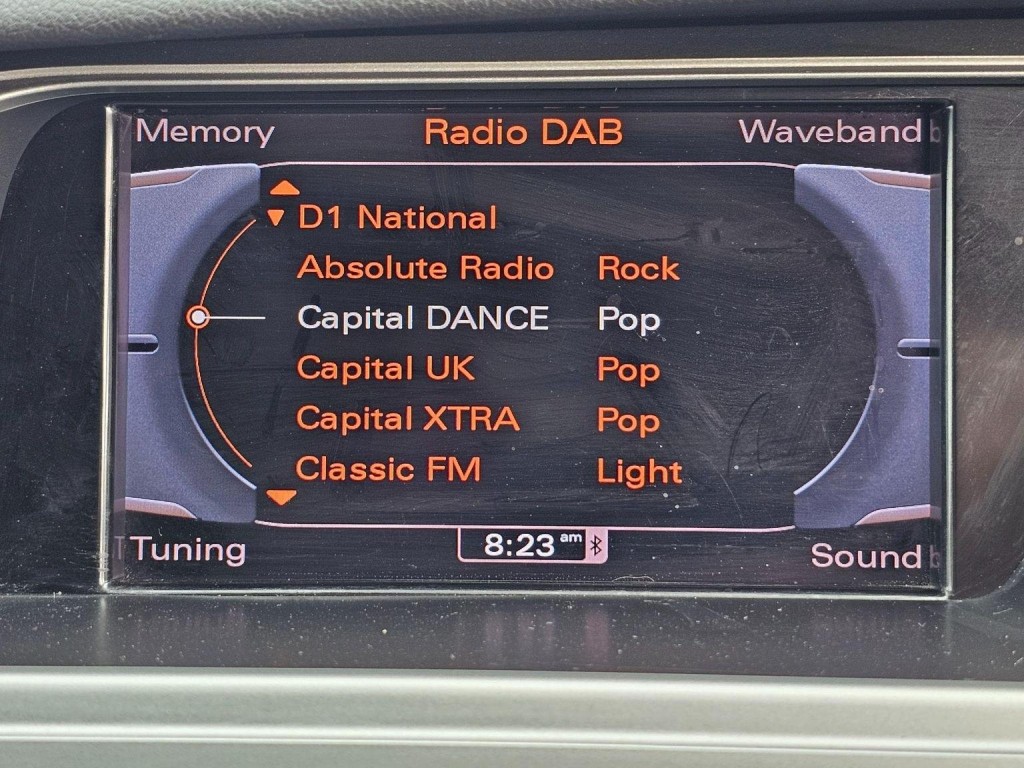 Memory Radio DAB Waveband
D1 National
Absolute Radio Rock
Capital DANCE Pop
Capital UK Pop
Capital XTRA Pop
Classic FM Light
Tuning 8:23 am Sound